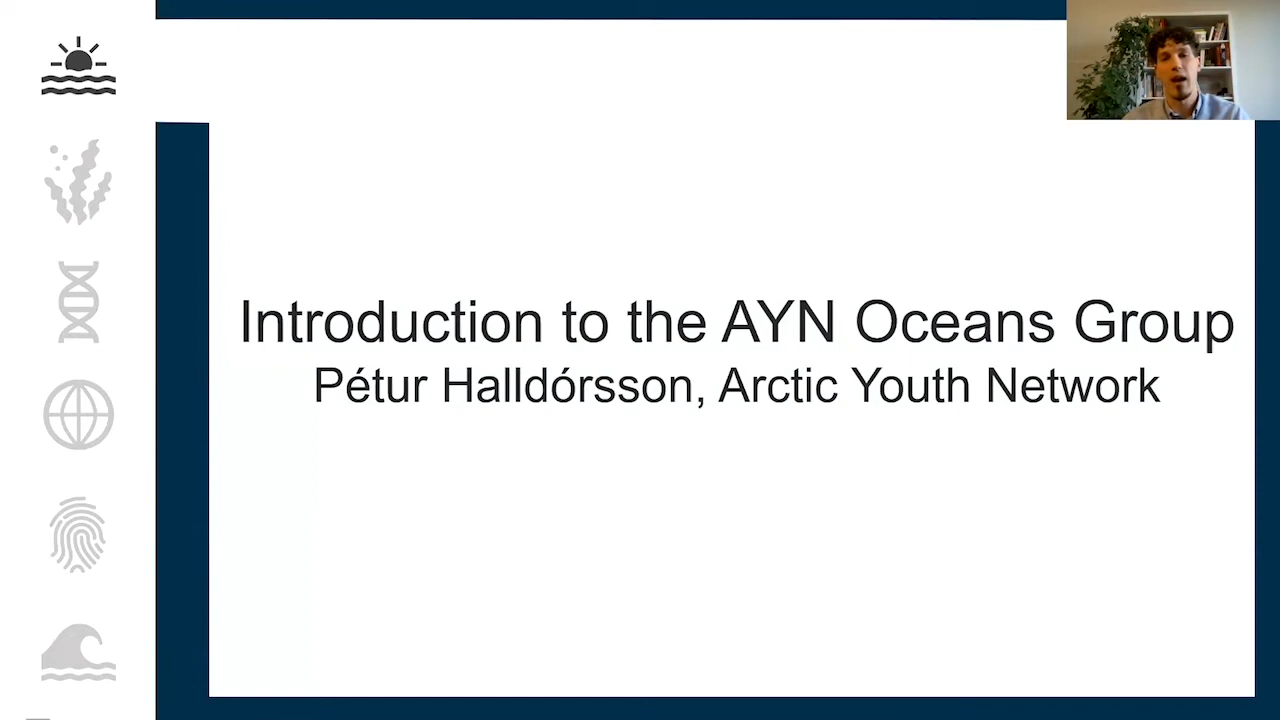 Introduction to the AYN Oceans Group
Pétur Halldórsson, Arctic Youth Network